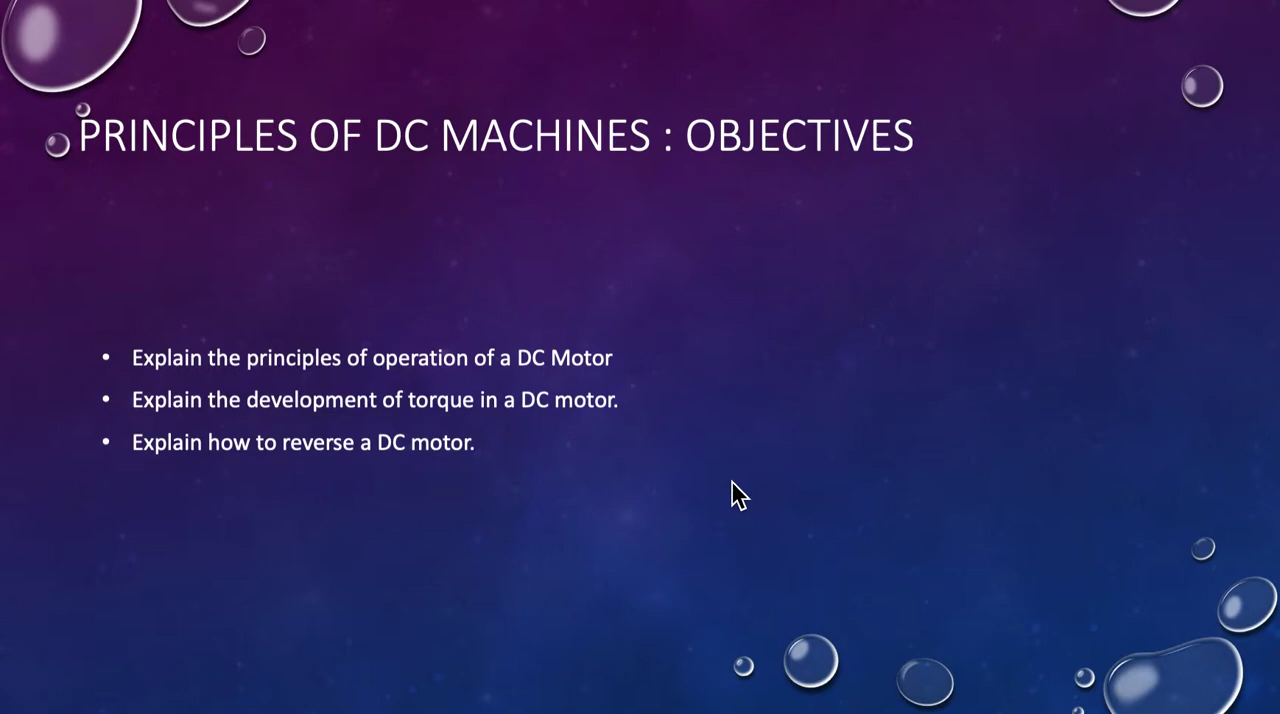 PRINCIPLES OF DC MACHINES : OBJECTIVES
• Explain the principles of operation of a DC Motor
• Explain the development of torque in a DC motor.
• Explain how to reverse a DC motor.